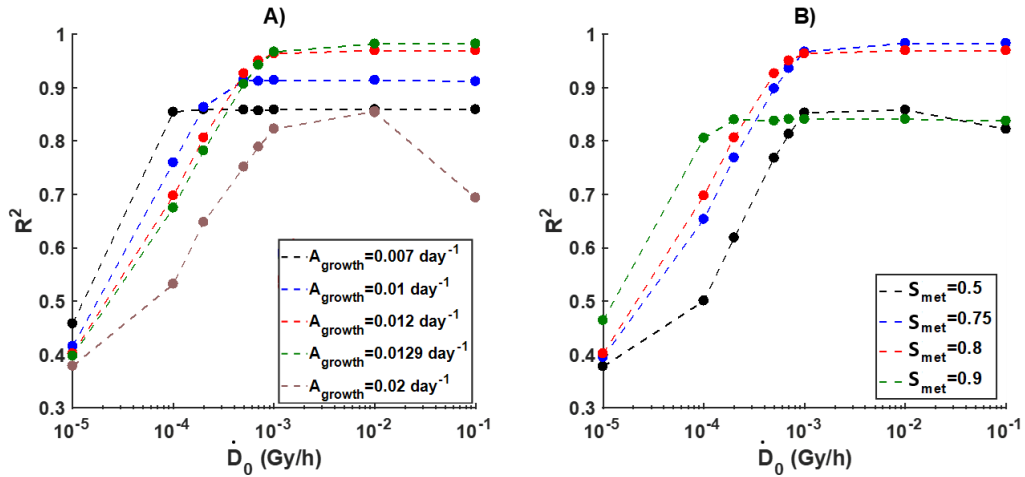 A)
1
0.9
0.8
0.7
0.6
0.5
0.4
0.3
R²
10⁻⁵ 10⁻⁴ 10⁻³ 10⁻² 10⁻¹
Ḋ₀ (Gy/h)
A_growth=0.007 day⁻¹
A_growth=0.01 day⁻¹
A_growth=0.012 day⁻¹
A_growth=0.0129 day⁻¹
A_growth=0.02 day⁻¹
B)
1
0.9
0.8
0.7
0.6
0.5
0.4
0.3
R²
10⁻⁵ 10⁻⁴ 10⁻³ 10⁻² 10⁻¹
Ḋ₀ (Gy/h)
S_met=0.5
S_met=0.75
S_met=0.8
S_met=0.9